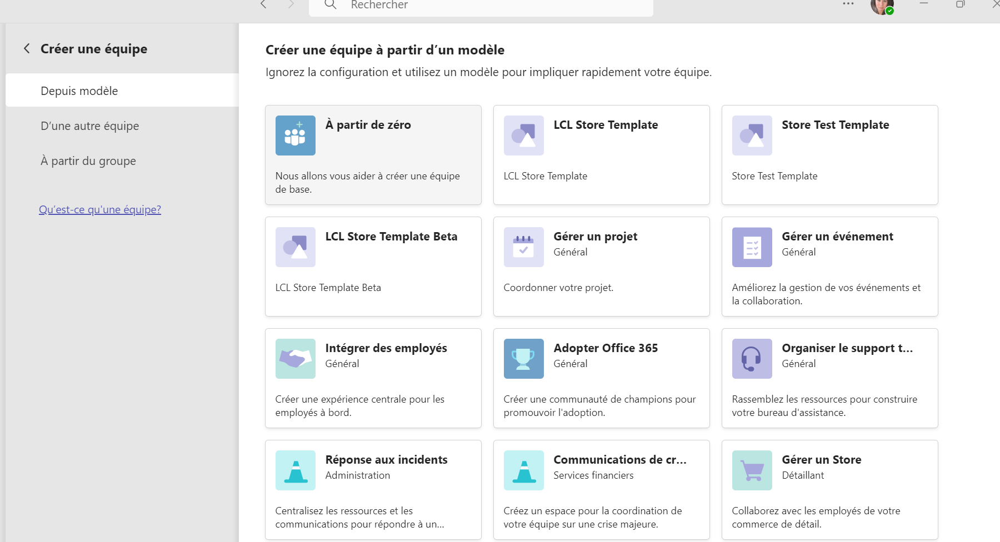 Rechercher
Créer une équipe
Depuis modèle
D’une autre équipe
À partir du groupe
Qu’est-ce qu'une équipe?
Créer une équipe à partir d’un modèle
Ignorez la configuration et utilisez un modèle pour impliquer rapidement votre équipe.
À partir de zéro
Nous allons vous aider à créer une équipe
de base.
LCL Store Template
LCL Store Template
Store Test Template
Store Test Template
LCL Store Template Beta
LCL Store Template Beta
Gérer un projet
Général
Coordonner votre projet.
Gérer un événement
Général
Améliorez la gestion de vos événements et
la collaboration.
Intégrer des employés
Général
Créer une expérience centrale pour les
employés à bord.
Adopter Office 365
Général
Créer une communauté de champions pour
promouvoir l'adoption.
Organiser le support t...
Général
Rassemblez les ressources pour construire
votre bureau d'assistance.
Réponse aux incidents
Administration
Centralisez les ressources et les
communications pour répondre à un...
Communications de cr...
Services financiers
Créez un espace pour la coordination de
votre équipe sur une crise majeure.
Gérer un Store
Détaillant
Collaborez avec les employés de votre
commerce de détail.